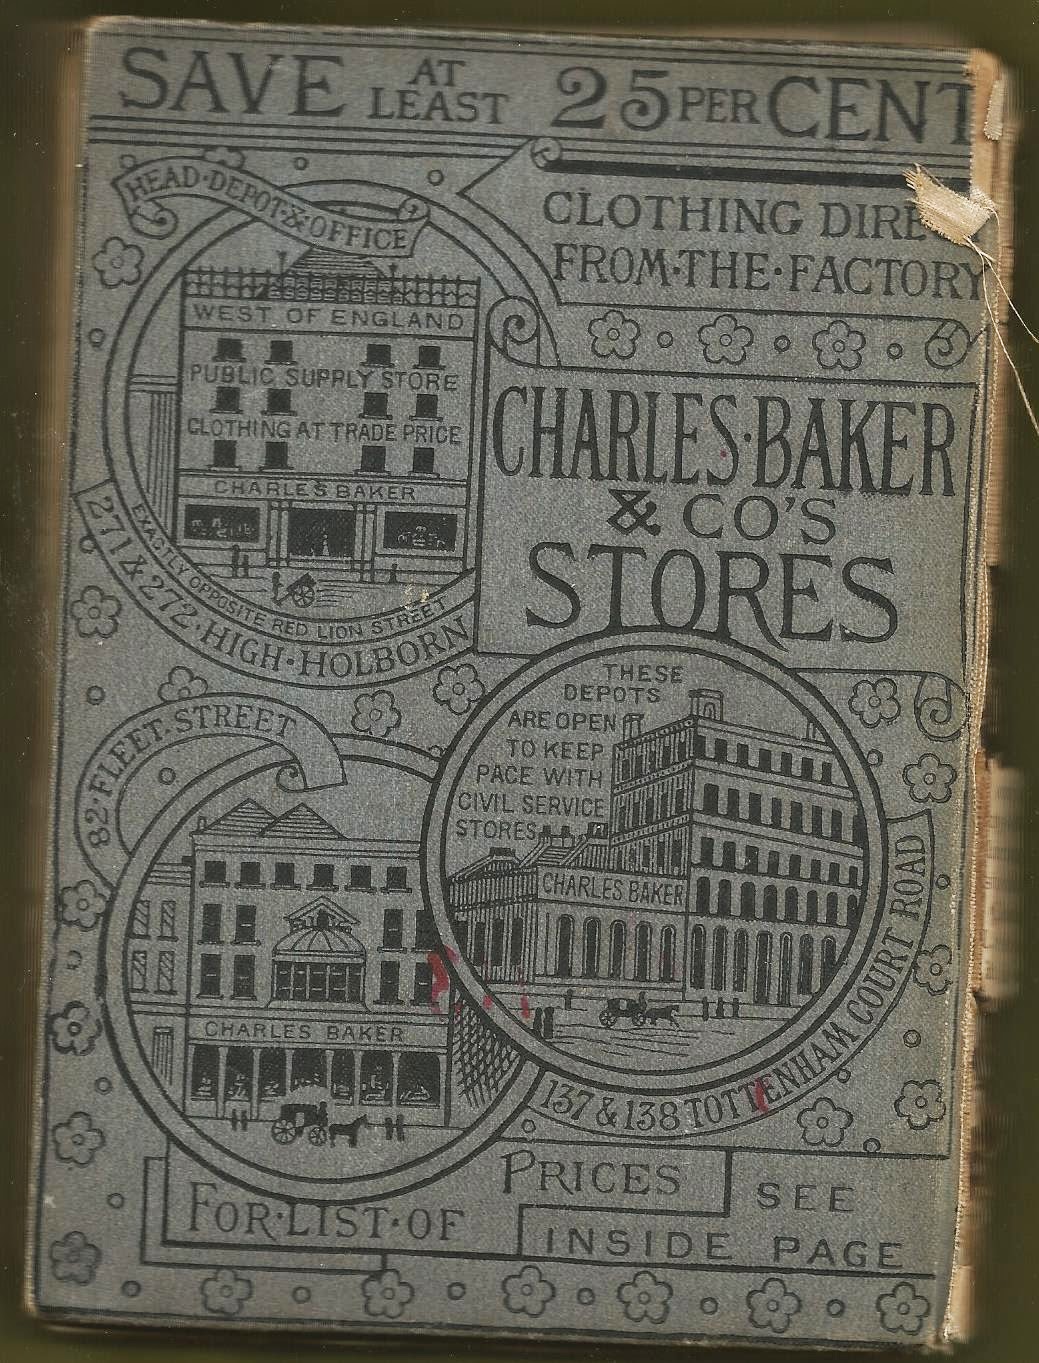 SAVE AT LEAST 25 PER CENT
HEAD·DEPOT·&·OFFICE
CLOTHING DIRE
FROM·THE·FACTORY
WEST OF ENGLAND
PUBLIC SUPPLY STORE
CLOTHING AT TRADE PRICE
CHARLES BAKER
EXACTLY OPPOSITE RED LION STREET
271 & 272·HIGH·HOLBORN
CHARLES·BAKER
& CO'S
STORES
THESE
DEPOTS
ARE OPEN
TO KEEP
PACE WITH
CIVIL SERVICE
STORES
CHARLES BAKER
137 & 138 TOTTENHAM COURT ROAD
82·FLEET·STREET
CHARLES BAKER
FOR·LIST·OF PRICES SEE
INSIDE PAGE